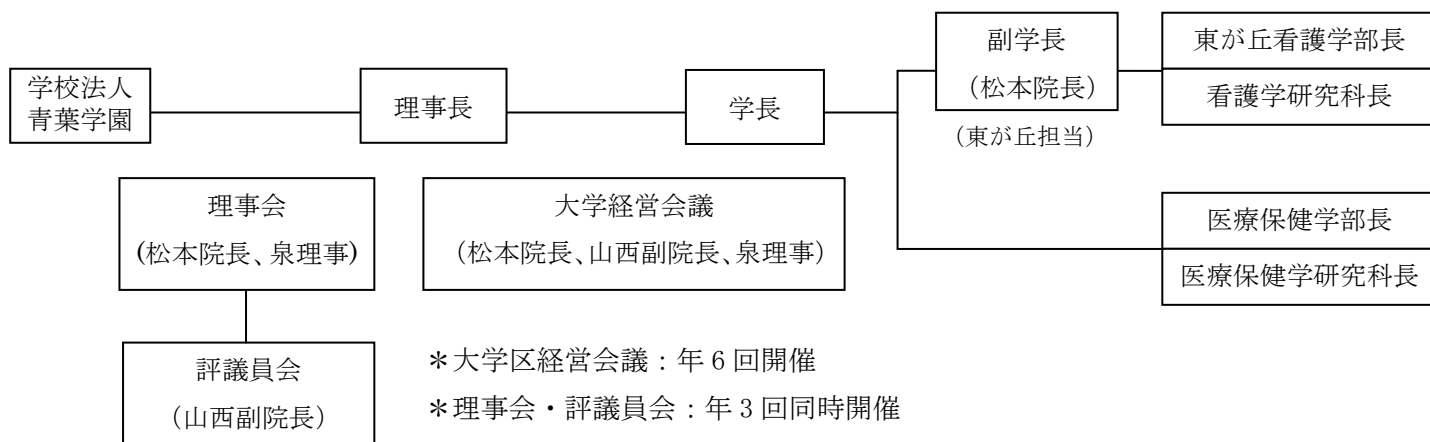 学校法人
青葉学園
理事長
学長
副学長
(松本院長)
(東が丘担当)
東が丘看護学部長
看護学研究科長
医療保健学部長
医療保健学研究科長
理事会
(松本院長、泉理事)
大学経営会議
(松本院長、山西副院長、泉理事)
評議員会
(山西副院長)
＊大学区経営会議：年6回開催
＊理事会・評議員会：年3回同時開催